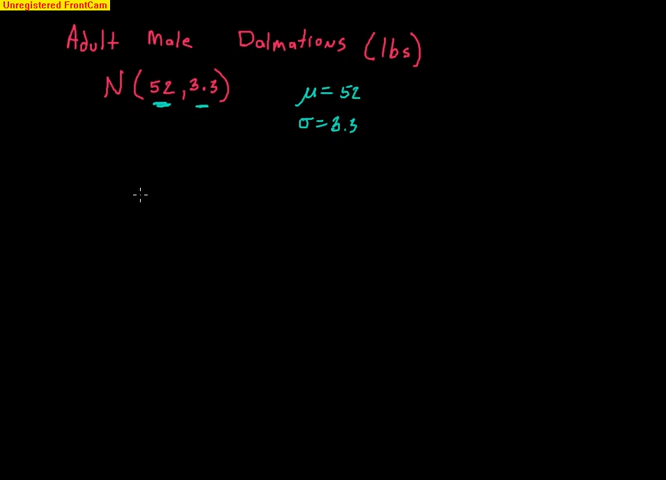 Unregistered FrontCam
Adult Male Dalmations (lbs)
N(52,3.3)
μ=52
σ=3.3